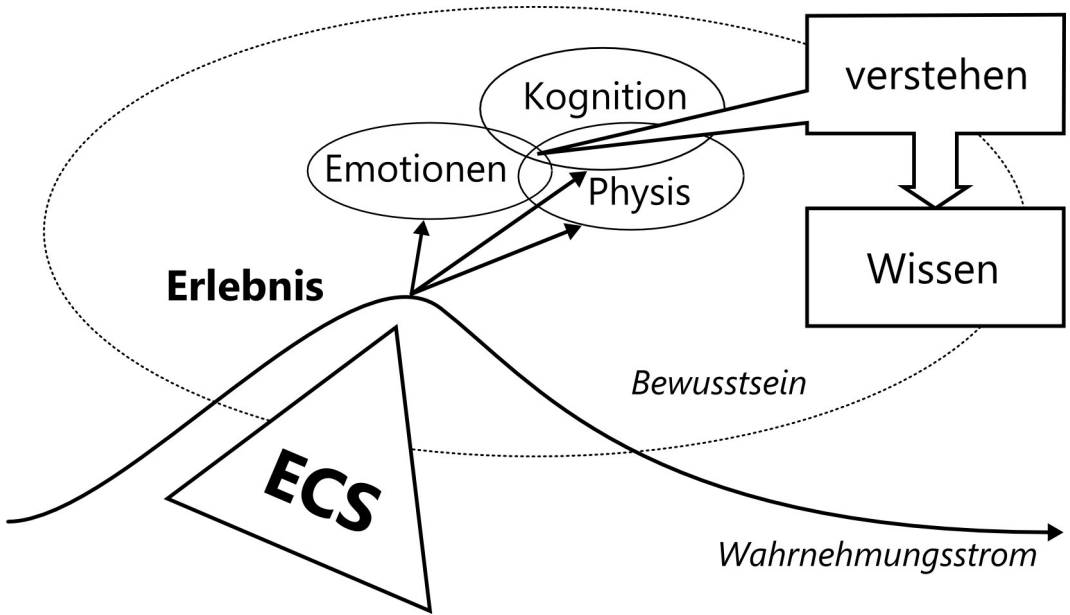 Kognition
verstehen
Emotionen
Physis
Wissen
Erlebnis
Bewusstsein
ECS
Wahrnehmungsstrom